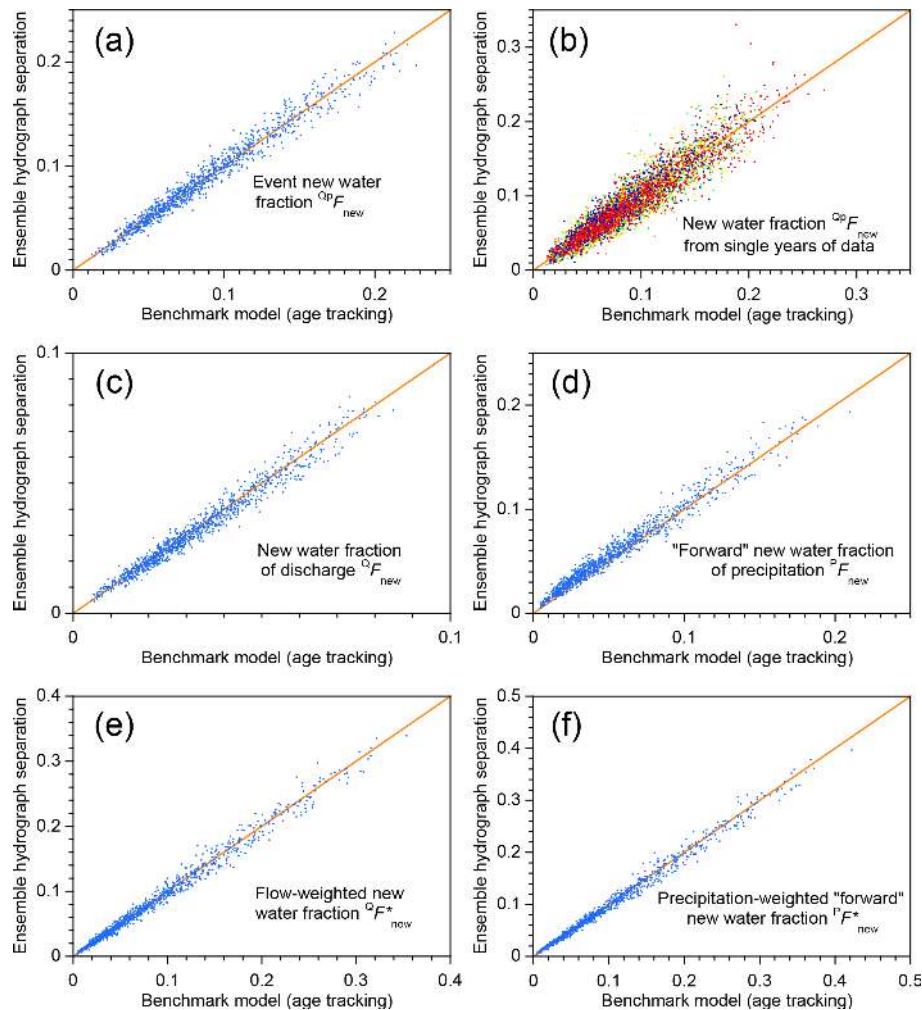 (a)
Ensemble hydrograph separation
0.2
0.1
0
Event new water
fraction QpFnew
0 0.1 0.2
Benchmark model (age tracking)
(b)
Ensemble hydrograph separation
0.3
0.2
0.1
0
New water fraction QpFnew
from single years of data
0 0.1 0.2 0.3
Benchmark model (age tracking)
(c)
Ensemble hydrograph separation
0.1
0
New water fraction
of discharge QFnew
0 0.1
Benchmark model (age tracking)
(d)
Ensemble hydrograph separation
0.2
0.1
0
"Forward" new water fraction
of precipitation PFnew
0 0.1 0.2
Benchmark model (age tracking)
(e)
Ensemble hydrograph separation
0.4
0.3
0.2
0.1
0
Flow-weighted new
water fraction QF*new
0 0.1 0.2 0.3 0.4
Benchmark model (age tracking)
(f)
Ensemble hydrograph separation
0.5
0.4
0.3
0.2
0.1
0
Precipitation-weighted "forward"
new water fraction PF*new
0 0.1 0.2 0.3 0.4 0.5
Benchmark model (age tracking)